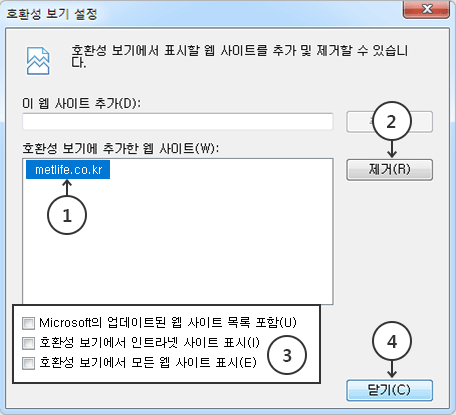 호환성 보기 설정
호환성 보기에서 표시할 웹 사이트를 추가 및 제거할 수 있습니
다.
이 웹 사이트 추가(D):
2
호환성 보기에 추가한 웹 사이트(W):
metlife.co.kr
제거(R)
1
Microsoft의 업데이트된 웹 사이트 목록 포함(U)
호환성 보기에서 인트라넷 사이트 표시(I)
호환성 보기에서 모든 웹 사이트 표시(E)
3
4
닫기(C)